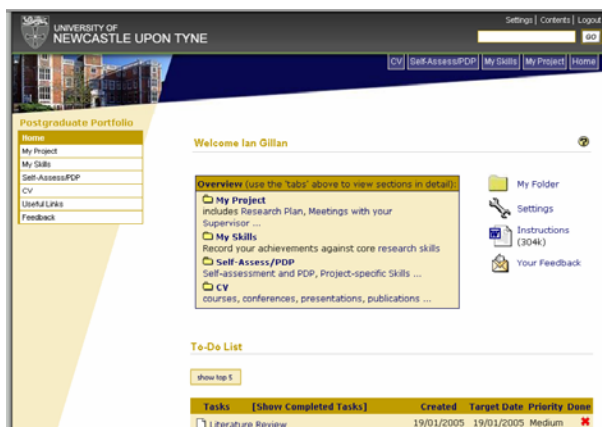 Settings | Contents | Logout
UNIVERSITY OF
NEWCASTLE UPON TYNE
GO
CV Self-Assess/PDP My Skills My Project Home
Postgraduate Portfolio
Home
My Project
My Skills
Self-Assess/PDP
CV
Useful Links
Feedback
Welcome Ian Gillan
Overview (use the 'tabs' above to view sections in detail):
My Project
includes Research Plan, Meetings with your
Supervisor ...
My Skills
Record your achievements against core research skills
Self-Assess/PDP
Self-assessment and PDP, Project-specific Skills ...
CV
courses, conferences, presentations, publications ...
My Folder
Settings
Instructions
(304k)
Your Feedback
To-Do List
show top 5
Tasks [Show Completed Tasks] Created Target Date Priority Done
Literature Review 19/01/2005 19/01/2005 Medium